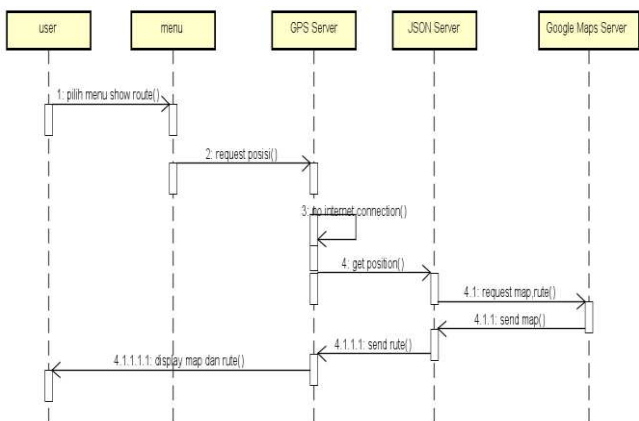 user
menu
GPS Server
JSON Server
Google Maps Server
1: pilih menu show route()
2: request posisi()
3: no internet connection()
4: get position()
4.1: request map,rute()
4.1.1: send map()
4.1.1.1: send rute()
4.1.1.1.1: display map dan rute()